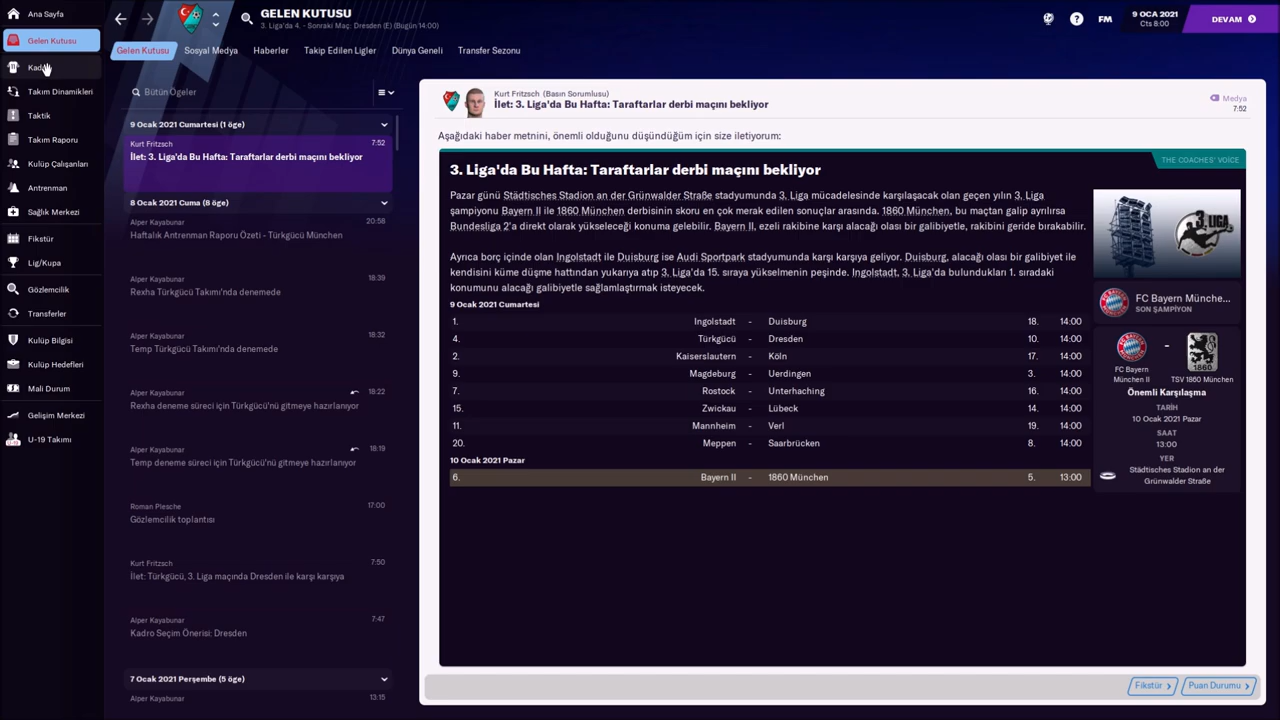 Ana Sayfa
Gelen Kutusu
Takım Dinamikleri
Taktik
Takım Raporu
Kulüp Çalışanları
Antrenman
Sağlık Merkezi
Fikstür
Lig/Kupa
Gözlemcilik
Transferler
Kulüp Bilgisi
Kulüp Hedefleri
Mali Durum
Gelişim Merkezi
U-19 Takımı
GELEN KUTUSU
3. Liga'da 4. - Sonraki Maç: Dresden (E) (Bugün 14:00)
FM
9 OCA 2021
Cts 8:00
DEVAM
Gelen Kutusu Sosyal Medya Haberler Takip Edilen Ligler Dünya Geneli Transfer Sezonu
Bütün Ögeler
9 Ocak 2021 Cumartesi (1 öge)
Kurt Fritzsch 7:52
İlet: 3. Liga'da Bu Hafta: Taraftarlar derbi maçını bekliyor
8 Ocak 2021 Cuma (8 öge)
Alper Kayabunar 20:58
Haftalık Antrenman Raporu Özeti - Türkgücü München
Alper Kayabunar 18:39
Rexha Türkgücü Takımı'nda denemede
Alper Kayabunar 18:32
Temp Türkgücü Takımı'nda denemede
Alper Kayabunar 18:22
Rexha deneme süreci için Türkgücü'nü gitmeye hazırlanıyor
Alper Kayabunar 18:19
Temp deneme süreci için Türkgücü'nü gitmeye hazırlanıyor
Roman Plesche 17:00
Gözlemcilik toplantısı
Kurt Fritzsch 7:50
İlet: Türkgücü, 3. Liga maçında Dresden ile karşı karşıya
Alper Kayabunar 7:47
Kadro Seçim Önerisi: Dresden
7 Ocak 2021 Perşembe (5 öge)
Alper Kayabunar 13:15
Kurt Fritzsch (Basın Sorumlusu)
İlet: 3. Liga'da Bu Hafta: Taraftarlar derbi maçını bekliyor
Medya
7:52
Aşağıdaki haber metnini, önemli olduğunu düşündüğüm için size iletiyorum:
THE COACHES' VOICE
3. Liga'da Bu Hafta: Taraftarlar derbi maçını bekliyor
Pazar günü Städtisches Stadion an der Grünwalder Straße stadyumunda 3. Liga mücadelesinde karşılaşacak olan geçen yılın 3. Liga
şampiyonu Bayern II ile 1860 München derbisinin skoru en çok merak edilen sonuçlar arasında. 1860 München, bu maçtan galip ayrılırsa
Bundesliga 2'a direkt olarak yükseleceği konuma gelebilir. Bayern II, ezeli rakibine karşı alacağı olası bir galibiyetle, rakibini geride bırakabilir.
Ayrıca borç içinde olan Ingolstadt ile Duisburg ise Audi Sportpark stadyumunda karşı karşıya geliyor. Duisburg, alacağı olası bir galibiyet ile
kendisini küme düşme hattından yukarıya atıp 3. Liga'da 15. sıraya yükselmenin peşinde. Ingolstadt, 3. Liga'da bulundukları 1. sıradaki
konumunu alacağı galibiyetle sağlamlaştırmak isteyecek.
9 Ocak 2021 Cumartesi
1. Ingolstadt - Duisburg 18. 14:00
4. Türkgücü - Dresden 10. 14:00
2. Kaiserslautern - Köln 17. 14:00
9. Magdeburg - Uerdingen 3. 14:00
7. Rostock - Unterhaching 16. 14:00
15. Zwickau - Lübeck 14. 14:00
11. Mannheim - Verl 19. 14:00
20. Meppen - Saarbrücken 8. 14:00
10 Ocak 2021 Pazar
6. Bayern II - 1860 München 5. 13:00
3.LIGA
FC Bayern Münche...
SON ŞAMPİYON
-
1860
FC Bayern
München II
TSV 1860 München
Önemli Karşılaşma
TARİH
10 Ocak 2021 Pazar
SAAT
13:00
YER
Städtisches Stadion an der
Grünwalder Straße
Fikstür
Puan Durumu